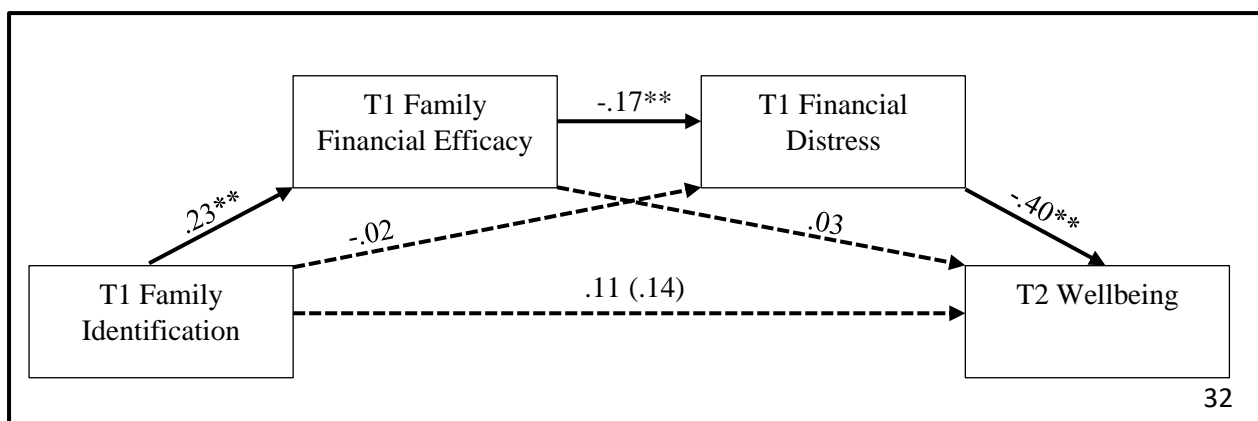 T1 Family
Financial Efficacy
-.17**
T1 Financial
Distress
.23**
-.02
.03
-.40**
T1 Family
Identification
.11 (.14)
T2 Wellbeing
32